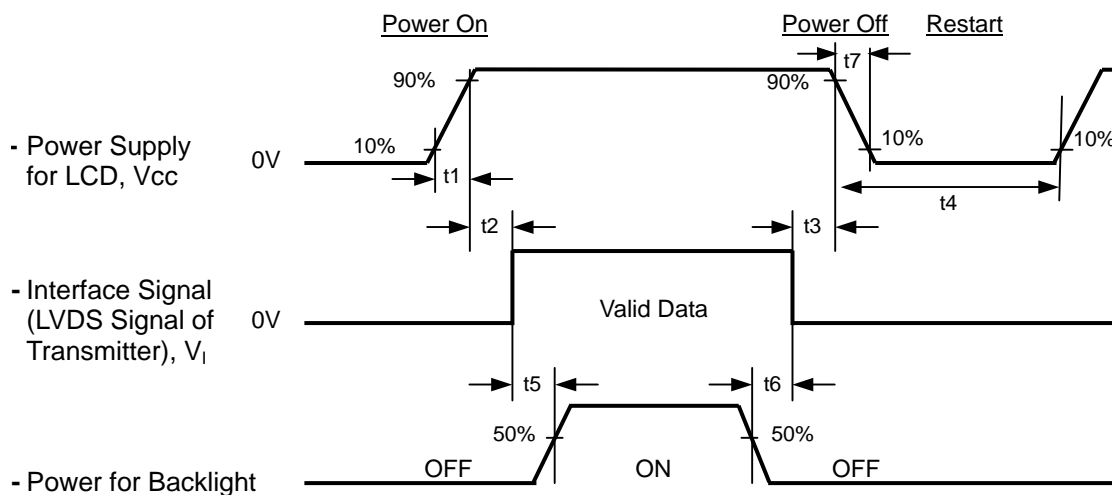 Power On
Power Off
Restart
t7
90%
90%
10%
10%
10%
- Power Supply
for LCD, Vcc
0V
t1
t4
t2
t3
- Interface Signal
(LVDS Signal of
Transmitter), VI
0V
Valid Data
t5
t6
50%
50%
OFF
ON
OFF
- Power for Backlight